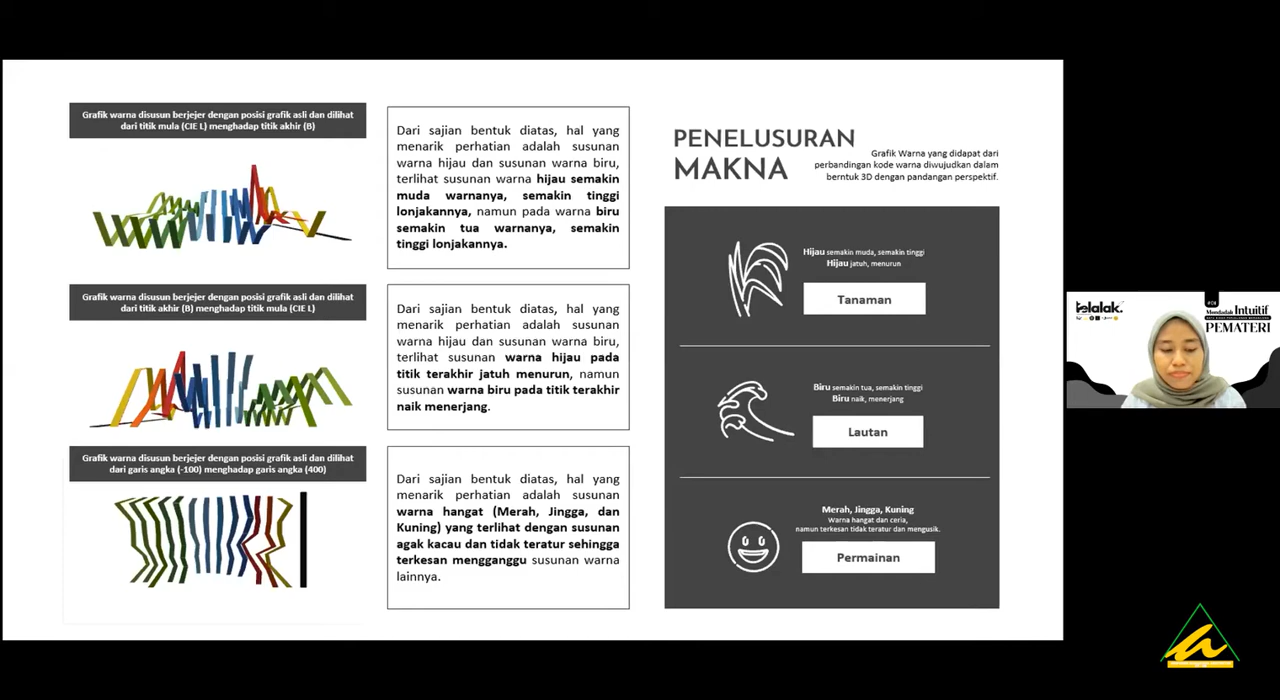 Grafik warna disusun berjejer dengan posisi grafik asli dan dilihat
dari titik mula (CIE L) menghadap titik akhir (B)
Dari sajian bentuk diatas, hal yang
menarik perhatian adalah susunan
warna hijau dan susunan warna biru,
terlihat susunan warna hijau semakin
muda warnanya, semakin tinggi
lonjakannya, namun pada warna biru
semakin tua warnanya, semakin
tinggi lonjakannya.
Grafik warna disusun berjejer dengan posisi grafik asli dan dilihat
dari titik akhir (B) menghadap titik mula (CIE L)
Dari sajian bentuk diatas, hal yang
menarik perhatian adalah susunan
warna hijau dan susunan warna biru,
terlihat susunan warna hijau pada
titik terakhir jatuh menurun, namun
susunan warna biru pada titik terakhir
naik menerjang.
Grafik warna disusun berjejer dengan posisi grafik asli dan dilihat
dari garis angka (-100) menghadap garis angka (400)
Dari sajian bentuk diatas, hal yang
menarik perhatian adalah susunan
warna hangat (Merah, Jingga, dan
Kuning) yang terlihat dengan susunan
agak kacau dan tidak teratur sehingga
terkesan mengganggu susunan warna
lainnya.
PENELUSURAN
MAKNA
Grafik Warna yang didapat dari
perbandingan kode warna diwujudkan dalam
berntuk 3D dengan pandangan perspektif.
Hijau semakin muda, semakin tinggi
Hijau jatuh, menurun
Tanaman
Biru semakin tua, semakin tinggi
Biru naik, menerjang
Lautan
Merah, Jingga, Kuning
Warna hangat dan ceria,
namun terkesan tidak teratur dan mengusik.
Permainan
telalak.
Mendadak Intuitif
PEMATERI